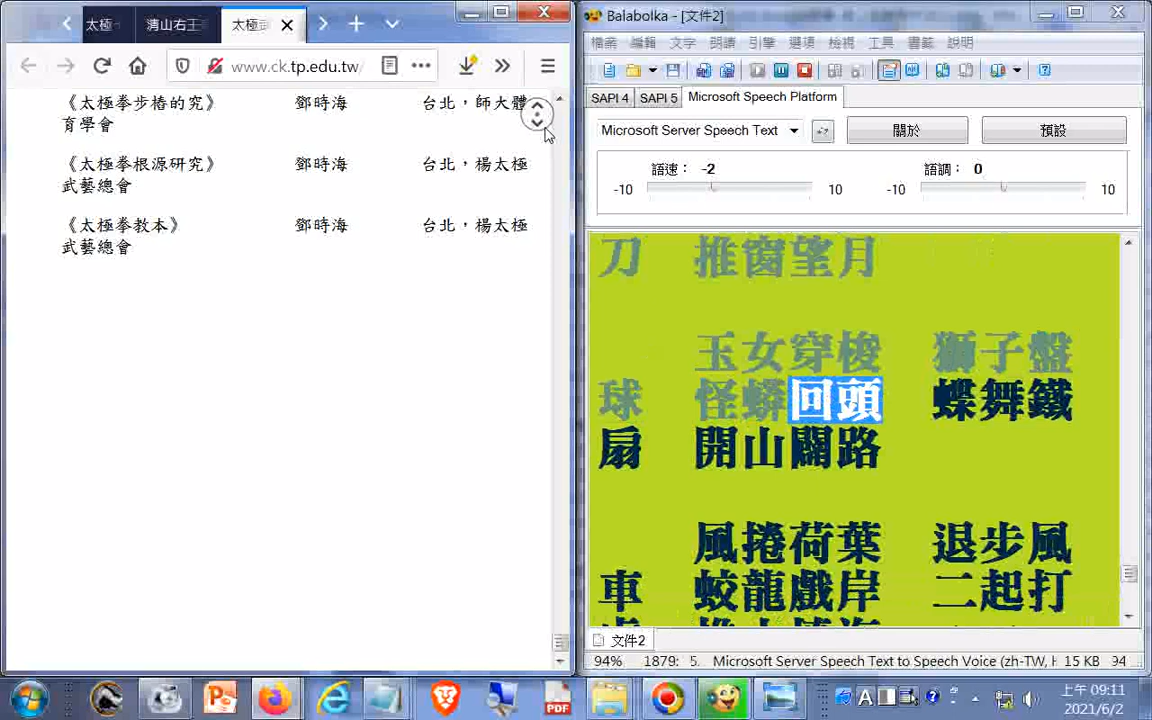 太極
清山右王
太極
www.ck.tp.edu.tw/
《太極拳步樁的究》 鄧時海 台北，師大體
育學會
《太極拳根源研究》 鄧時海 台北，楊太極
武藝總會
《太極拳教本》 鄧時海 台北，楊太極
武藝總會
Balabolka - [文件2]
檔案 編輯 文字 朗讀 引擎 選項 檢視 工具 書籤 說明
SAPI 4 SAPI 5 Microsoft Speech Platform
Microsoft Server Speech Text 關於 預設
語速： -2 語調： 0
-10 10 -10 10
刀 推窗望月
玉女穿梭 獅子盤
球 怪蟒回頭 蝶舞鐵
扇 開山闢路
風捲荷葉 退步風
車 蛟龍戲岸 二起打
文件2
94% 1879: 5. Microsoft Server Speech Text to Speech Voice (zh-TW, H 15 KB 94
上午 09:11
2021/6/2